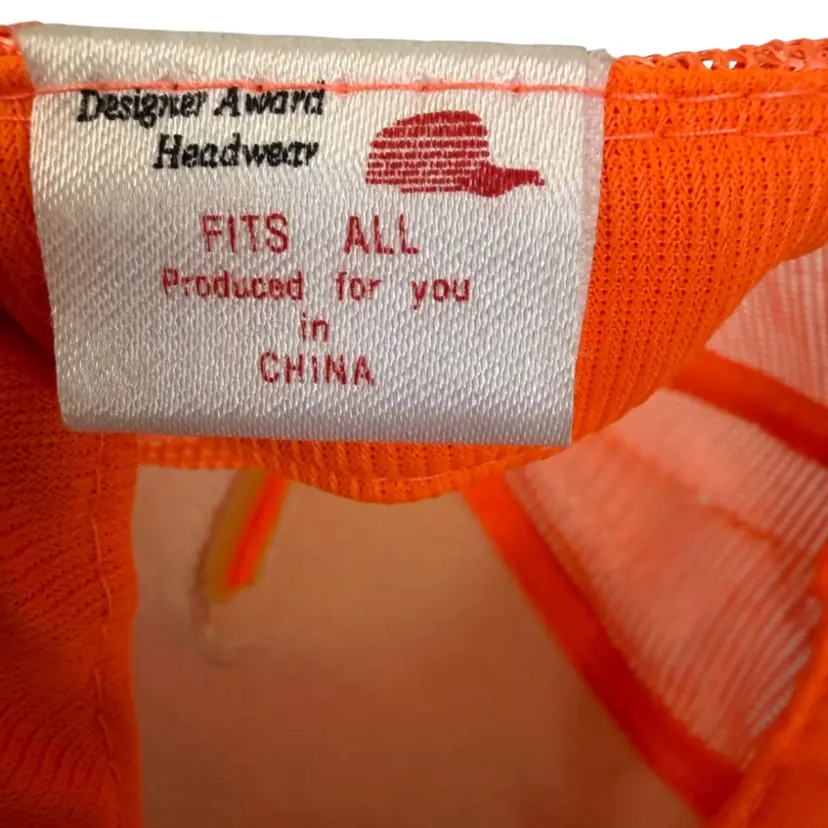 Designer Award
Headwear
FITS ALL
Produced for you
in
CHINA